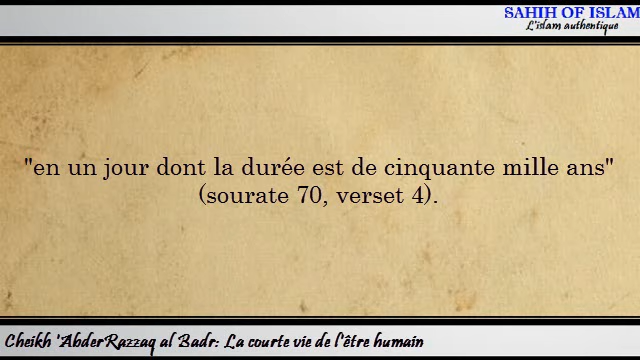 SAHIH OF ISLAM
L'islam authentique
"en un jour dont la durée est de cinquante mille ans"
(sourate 70, verset 4).
Cheikh 'AbderRazzaq al Badr: La courte vie de l'être humain